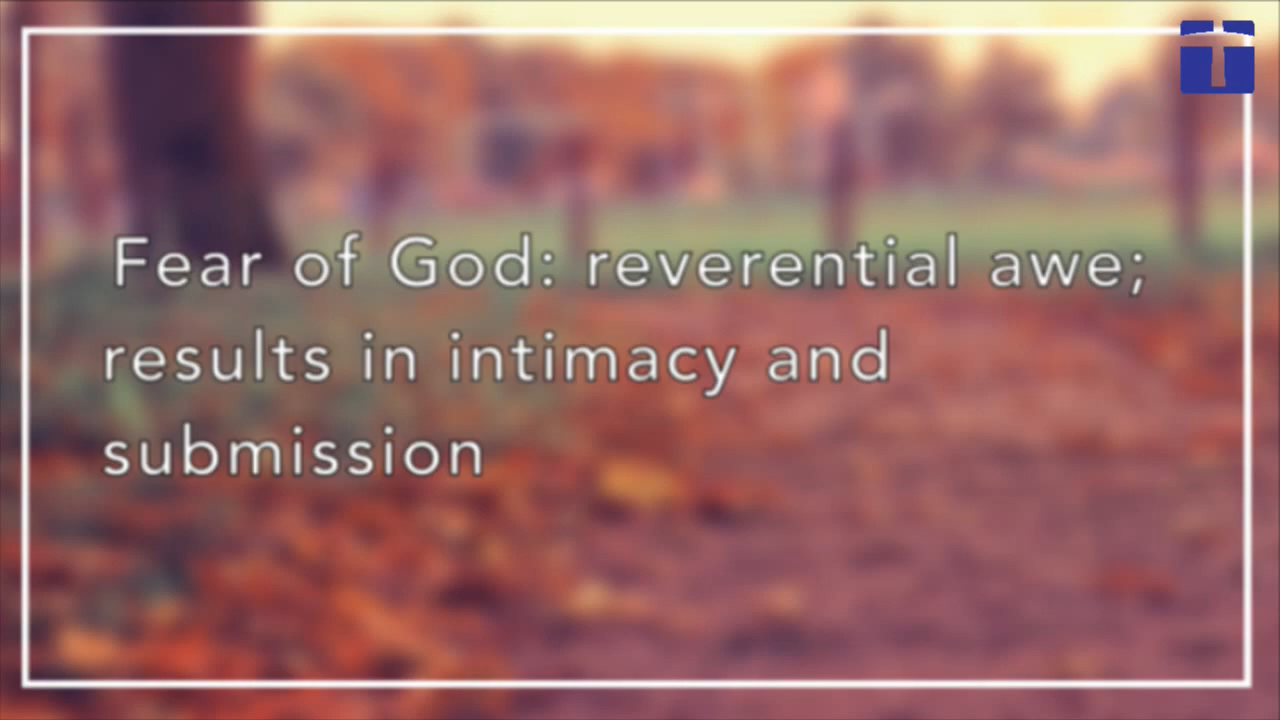 Fear of God: reverential awe;
results in intimacy and
submission